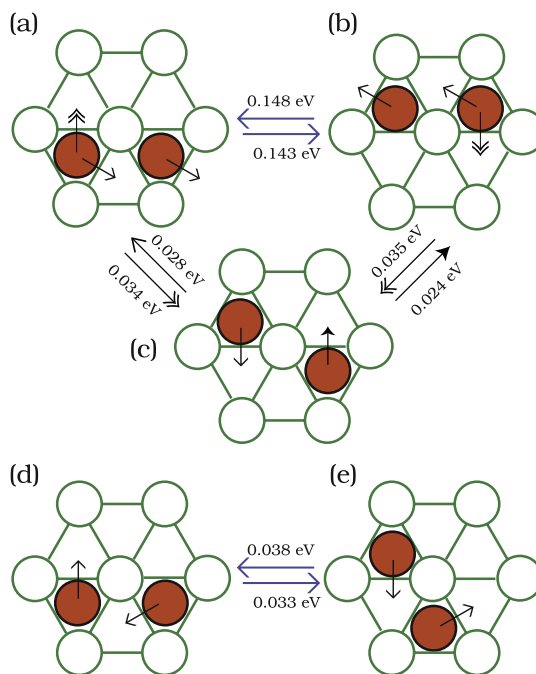 (a)
(b)
0.148 eV
0.143 eV
0.028 eV
0.034 eV
0.035 eV
0.024 eV
(c)
(d)
(e)
0.038 eV
0.033 eV